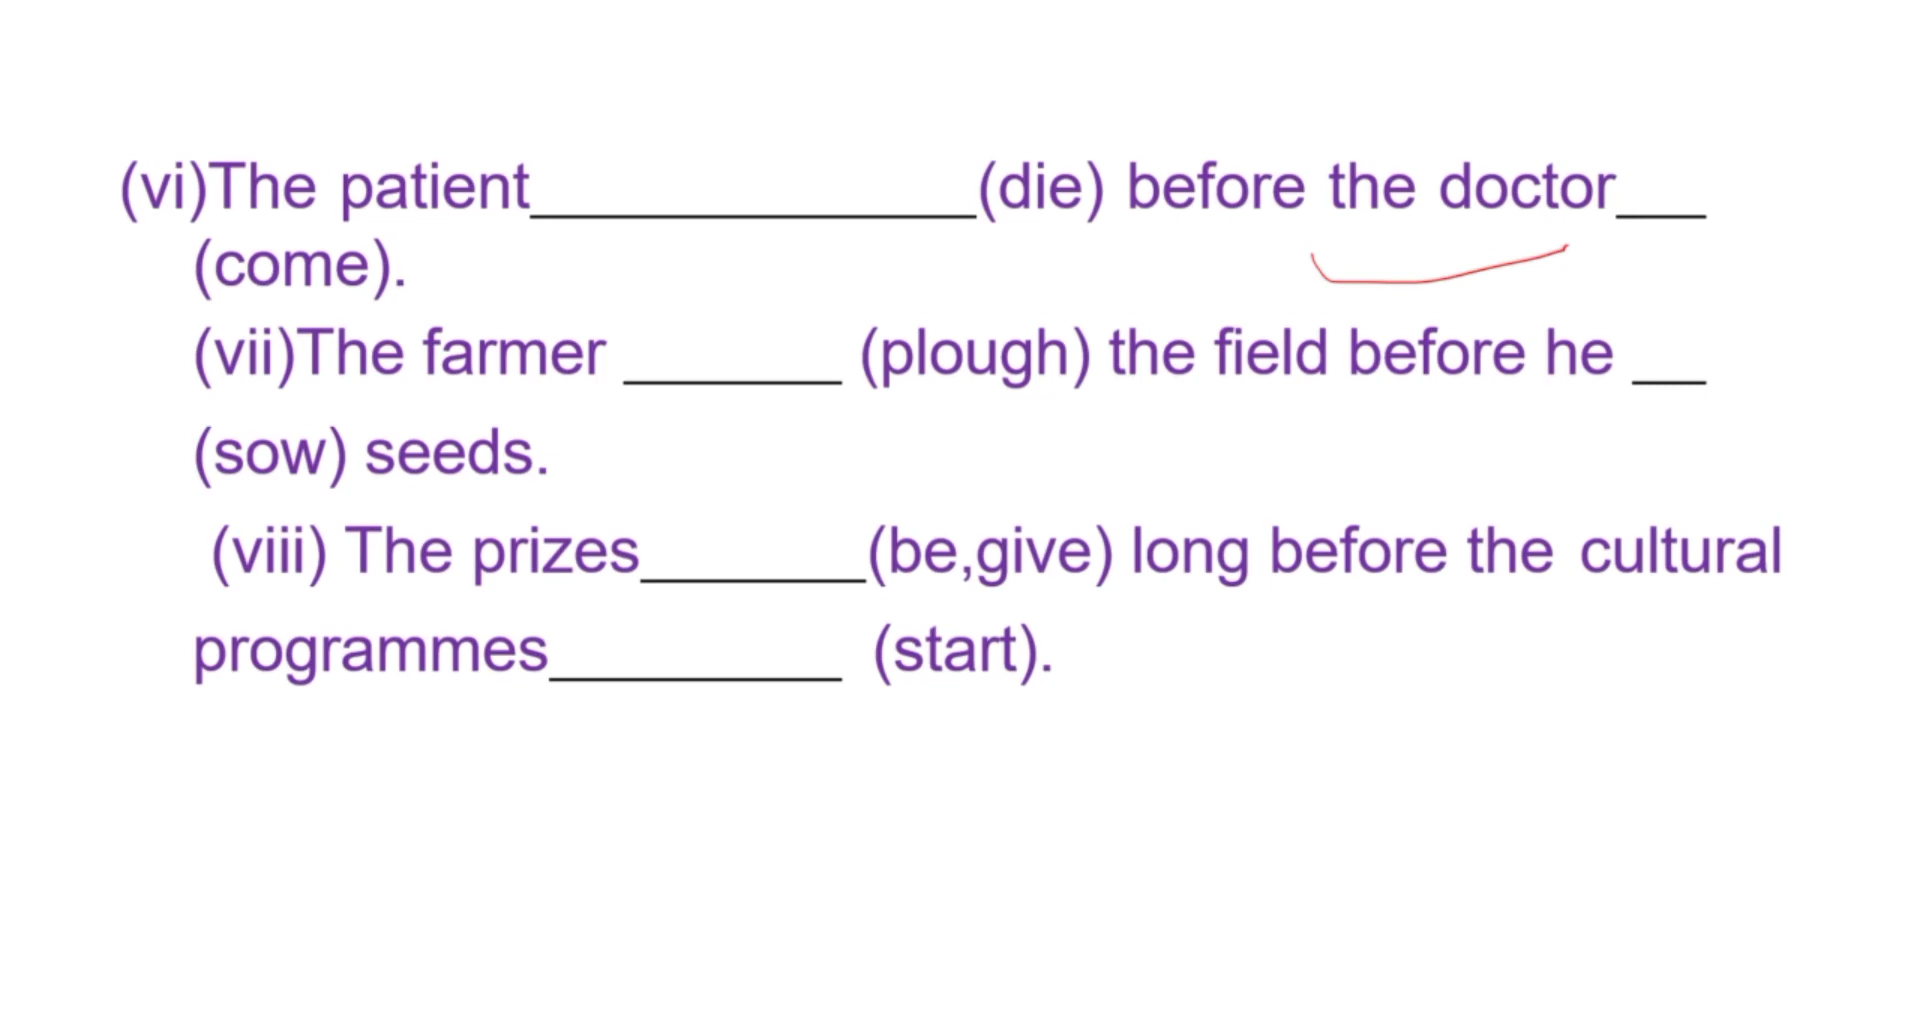 (vi)The patient______________(die) before the doctor___
(come).
(vii)The farmer _______ (plough) the field before he ___
(sow) seeds.
(viii) The prizes_______(be,give) long before the cultural
programmes_________ (start).